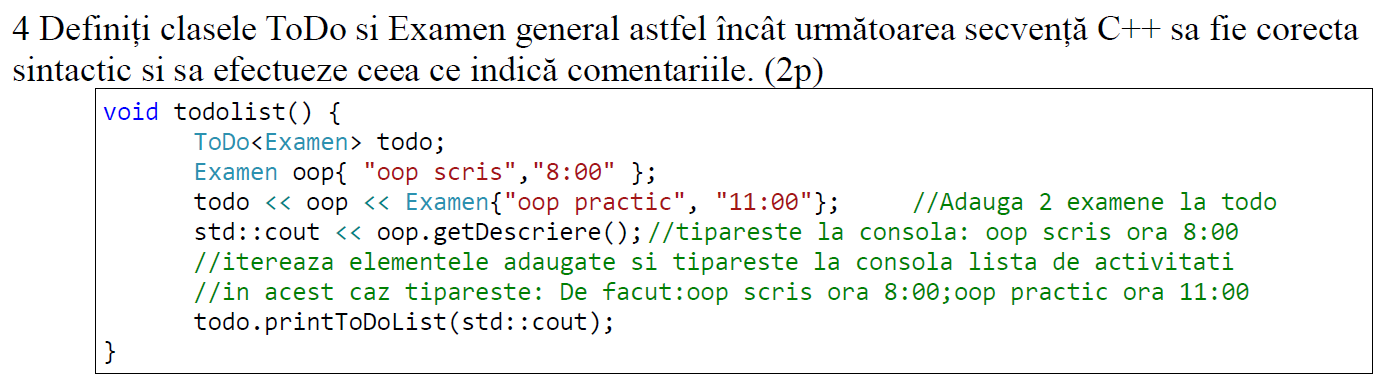 4 Definiți clasele ToDo si Examen general astfel încât următoarea secvență C++ sa fie corecta
sintactic si sa efectueze ceea ce indică comentariile. (2p)
void todolist() {
ToDo<Examen> todo;
Examen oop{ "oop scris","8:00" };
todo << oop << Examen{"oop practic", "11:00"}; //Adauga 2 examene la todo
std::cout << oop.getDescriere(); //tipareste la consola: oop scris ora 8:00
//itereaza elementele adaugate si tipareste la consola lista de activitati
//in acest caz tipareste: De facut:oop scris ora 8:00;oop practic ora 11:00
todo.printToDoList(std::cout);
}